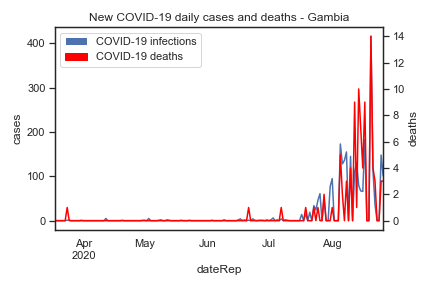 New COVID-19 daily cases and deaths - Gambia
COVID-19 infections
COVID-19 deaths
400
300
200
100
0
cases
14
12
10
8
6
4
2
0
deaths
Apr
2020
May
Jun
Jul
Aug
dateRep